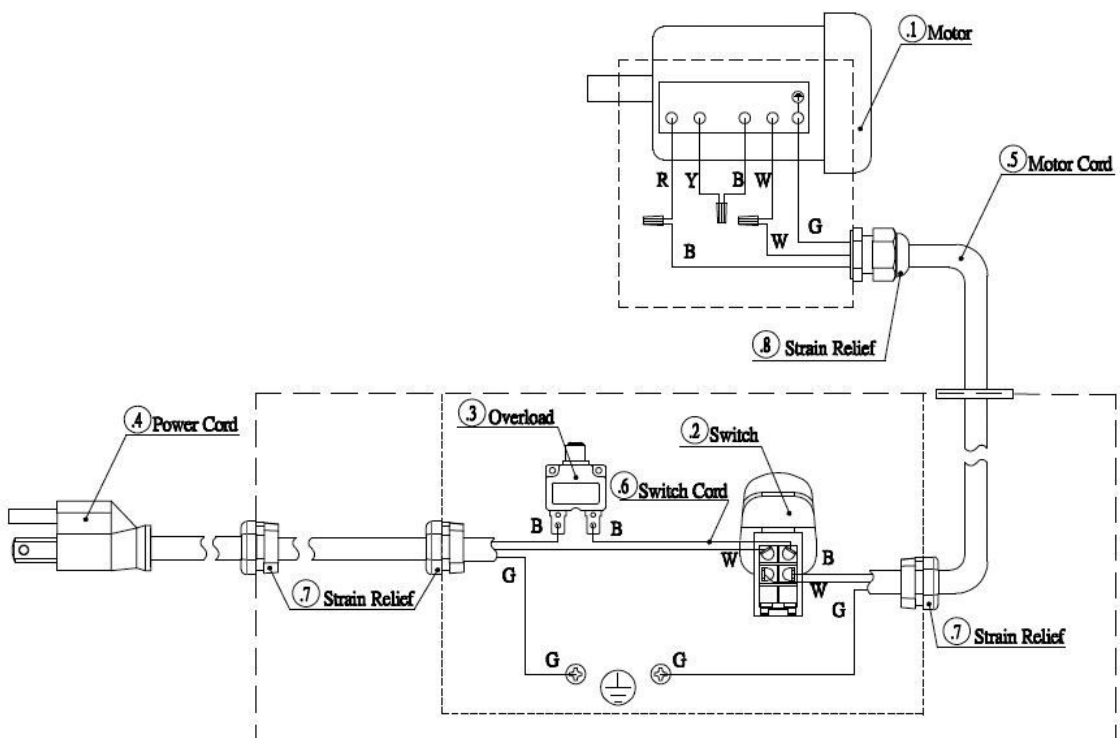 .1 Motor
R Y B W
G
W
B
.5 Motor Cord
.8 Strain Relief
.4 Power Cord
.3 Overload
.2 Switch
.6 Switch Cord
B B
W B
W
G G
.7 Strain Relief
.7 Strain Relief
G G